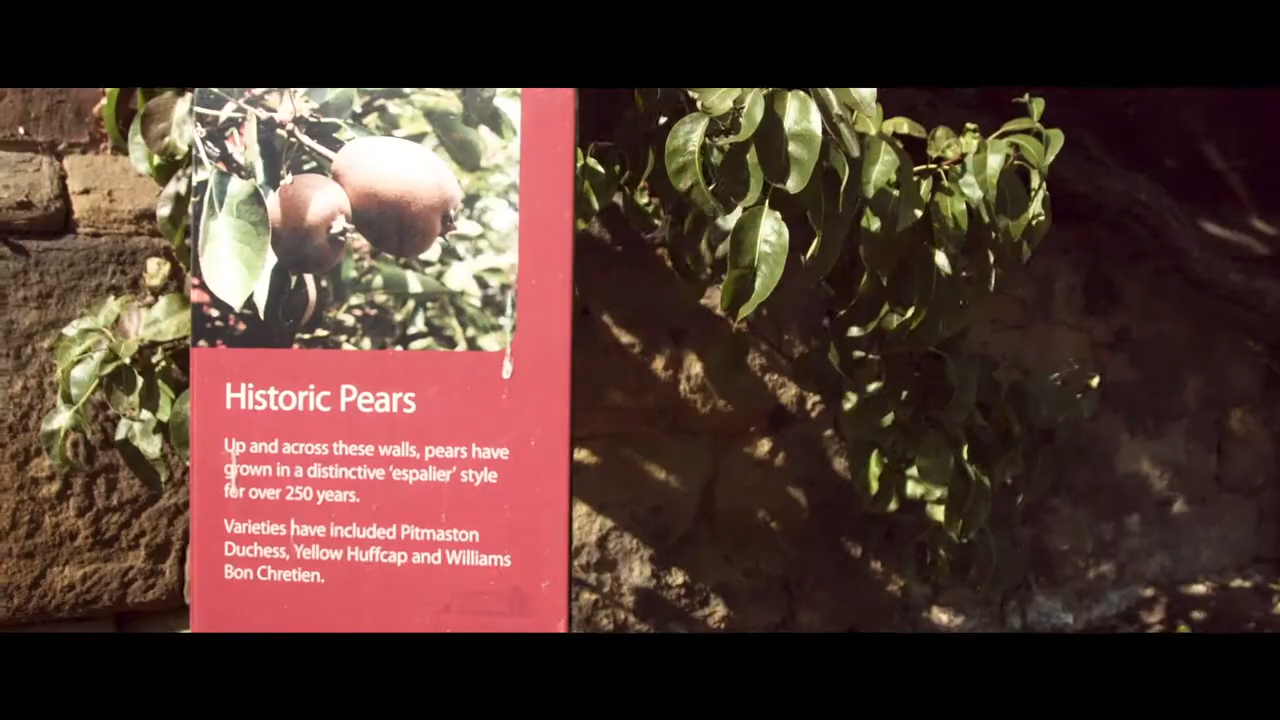 Historic Pears
Up and across these walls, pears have
grown in a distinctive ‘espalier’ style
for over 250 years.
Varieties have included Pitmaston
Duchess, Yellow Huffcap and Williams
Bon Chretien.